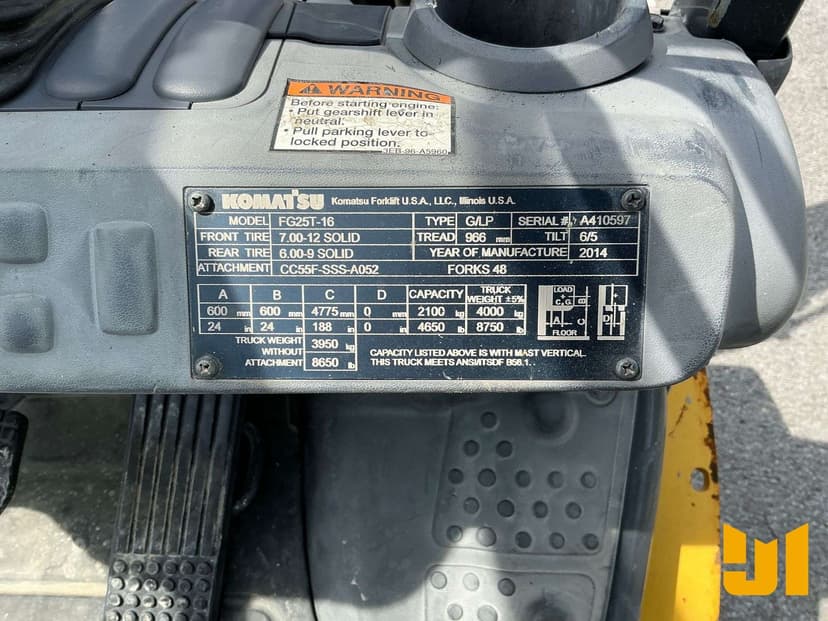 WARNING
Before starting engine:
• Put gearshift lever in
neutral.
• Pull parking lever to
locked position.
3EB-96-A5960
KOMATSU Komatsu Forklift U.S.A., LLC., Illinois U.S.A.
MODEL FG25T-16 TYPE G/LP SERIAL # A410597
FRONT TIRE 7.00-12 SOLID TREAD 966 mm TILT 6/5
REAR TIRE 6.00-9 SOLID YEAR OF MANUFACTURE 2014
ATTACHMENT CC55F-SSS-A052 FORKS 48
A B C D CAPACITY TRUCK WEIGHT ±5%
600 mm 600 mm 4775 mm 0 mm 2100 kg 4000 kg
24 in 24 in 188 in 0 in 4650 lb 8750 lb
TRUCK WEIGHT 3950 kg
WITHOUT
ATTACHMENT 8650 lb
CAPACITY LISTED ABOVE IS WITH MAST VERTICAL.
THIS TRUCK MEETS ANSI/ITSDF B56.1.
LOAD
C.G.
B
A C
FLOOR
D